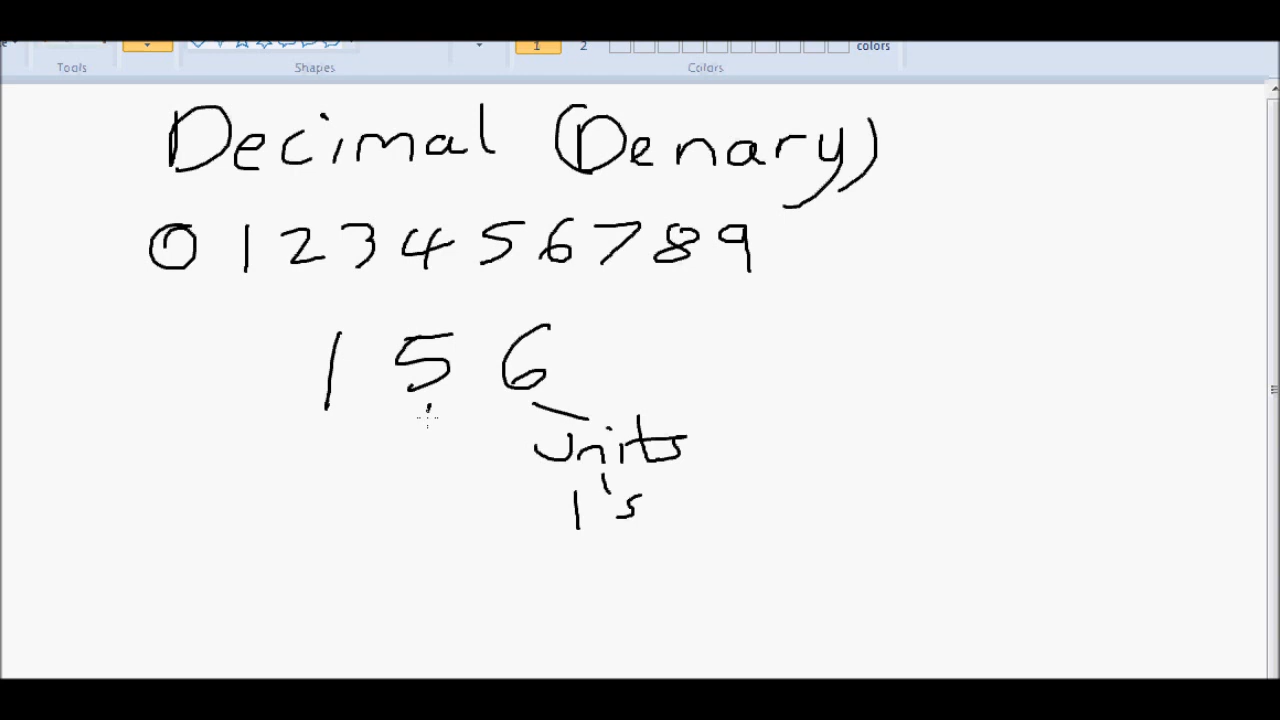 1 2 colors
Tools Shapes Colors
Decimal (Denary)
0 1 2 3 4 5 6 7 8 9
1 5 6
units
1's